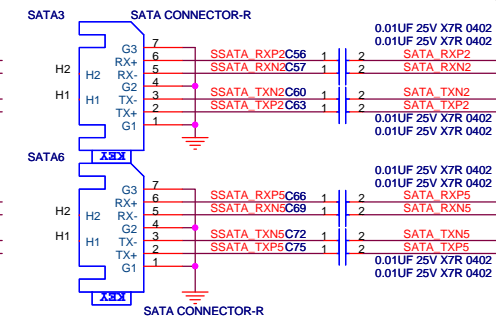 SATA3 SATA CONNECTOR-R
0.01UF 25V X7R 0402
G3 7 0.01UF 25V X7R 0402
RX+ 6 SSATA_RXP2 C56 1 2 SATA_RXP2
H2 H2 RX- 5 SSATA_RXN2 C57 1 2 SATA_RXN2
G2 4
H1 H1 TX- 3 SSATA_TXN2 C60 1 2 SATA_TXN2
TX+ 2 SSATA_TXP2 C63 1 2 SATA_TXP2
G1 1 0.01UF 25V X7R 0402
0.01UF 25V X7R 0402
KEY
SATA6
0.01UF 25V X7R 0402
G3 7 0.01UF 25V X7R 0402
RX+ 6 SSATA_RXP5 C66 1 2 SATA_RXP5
H2 H2 RX- 5 SSATA_RXN5 C69 1 2 SATA_RXN5
G2 4
H1 H1 TX- 3 SSATA_TXN5 C72 1 2 SATA_TXN5
TX+ 2 SSATA_TXP5 C75 1 2 SATA_TXP5
G1 1 0.01UF 25V X7R 0402
0.01UF 25V X7R 0402
KEY
SATA CONNECTOR-R